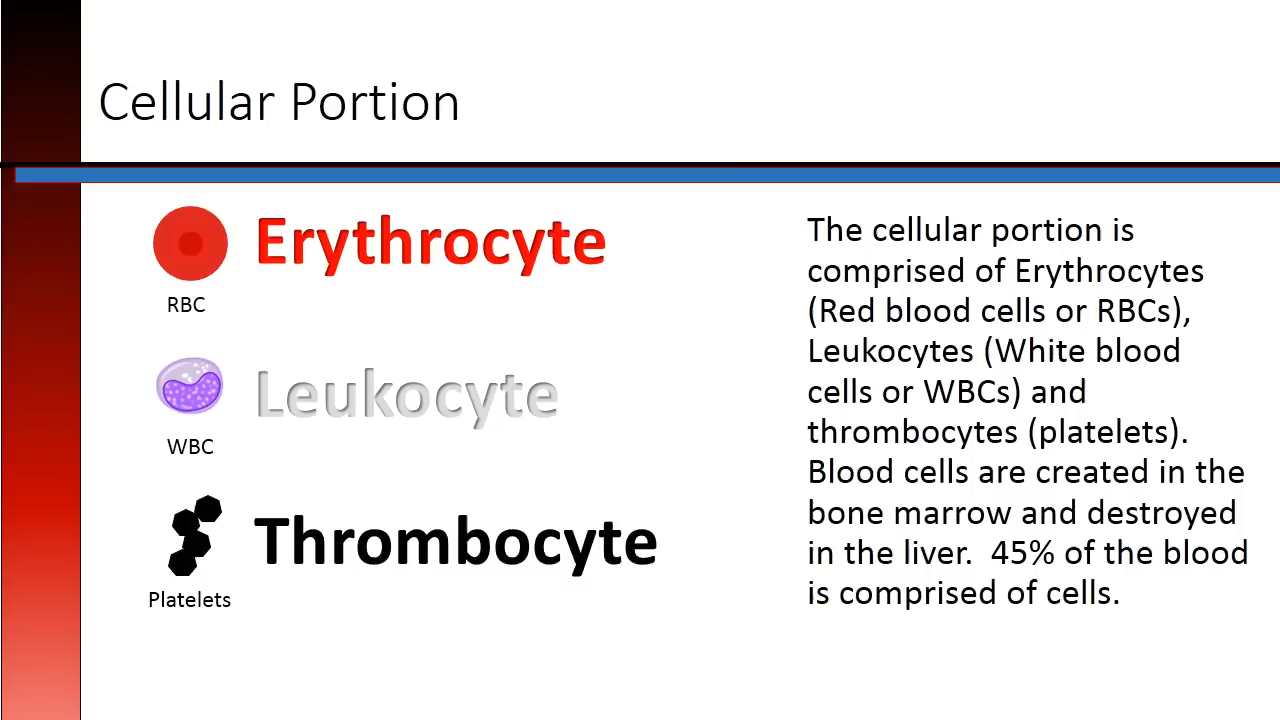 Cellular Portion
Erythrocyte
RBC
Leukocyte
WBC
Thrombocyte
Platelets
The cellular portion is
comprised of Erythrocytes
(Red blood cells or RBCs),
Leukocytes (White blood
cells or WBCs) and
thrombocytes (platelets).
Blood cells are created in the
bone marrow and destroyed
in the liver.  45% of the blood
is comprised of cells.